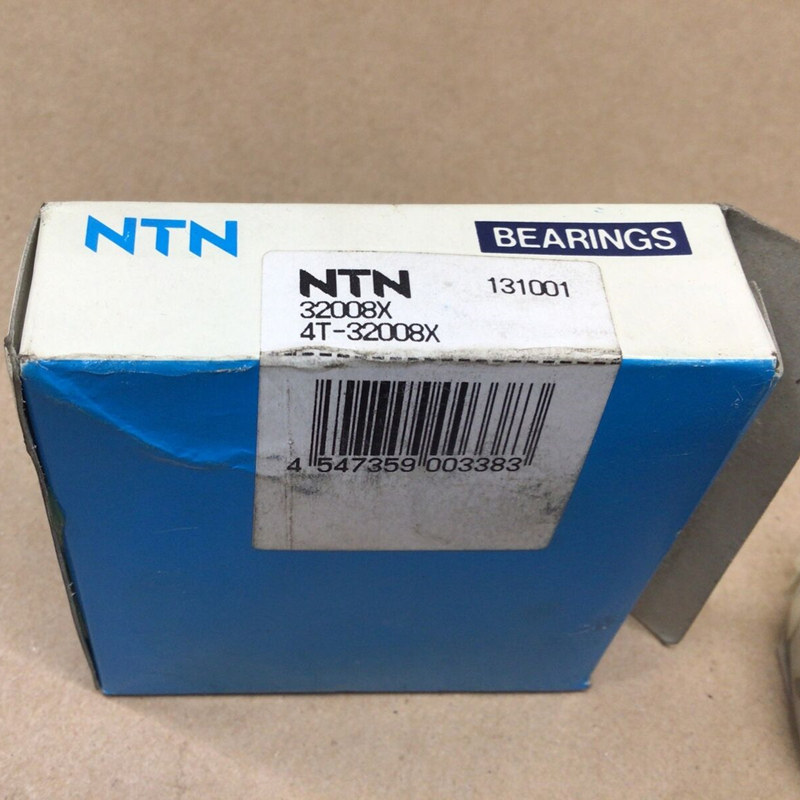 NTN BEARINGS
NTN 131001
32008X
4T-32008X
4 547359 003383